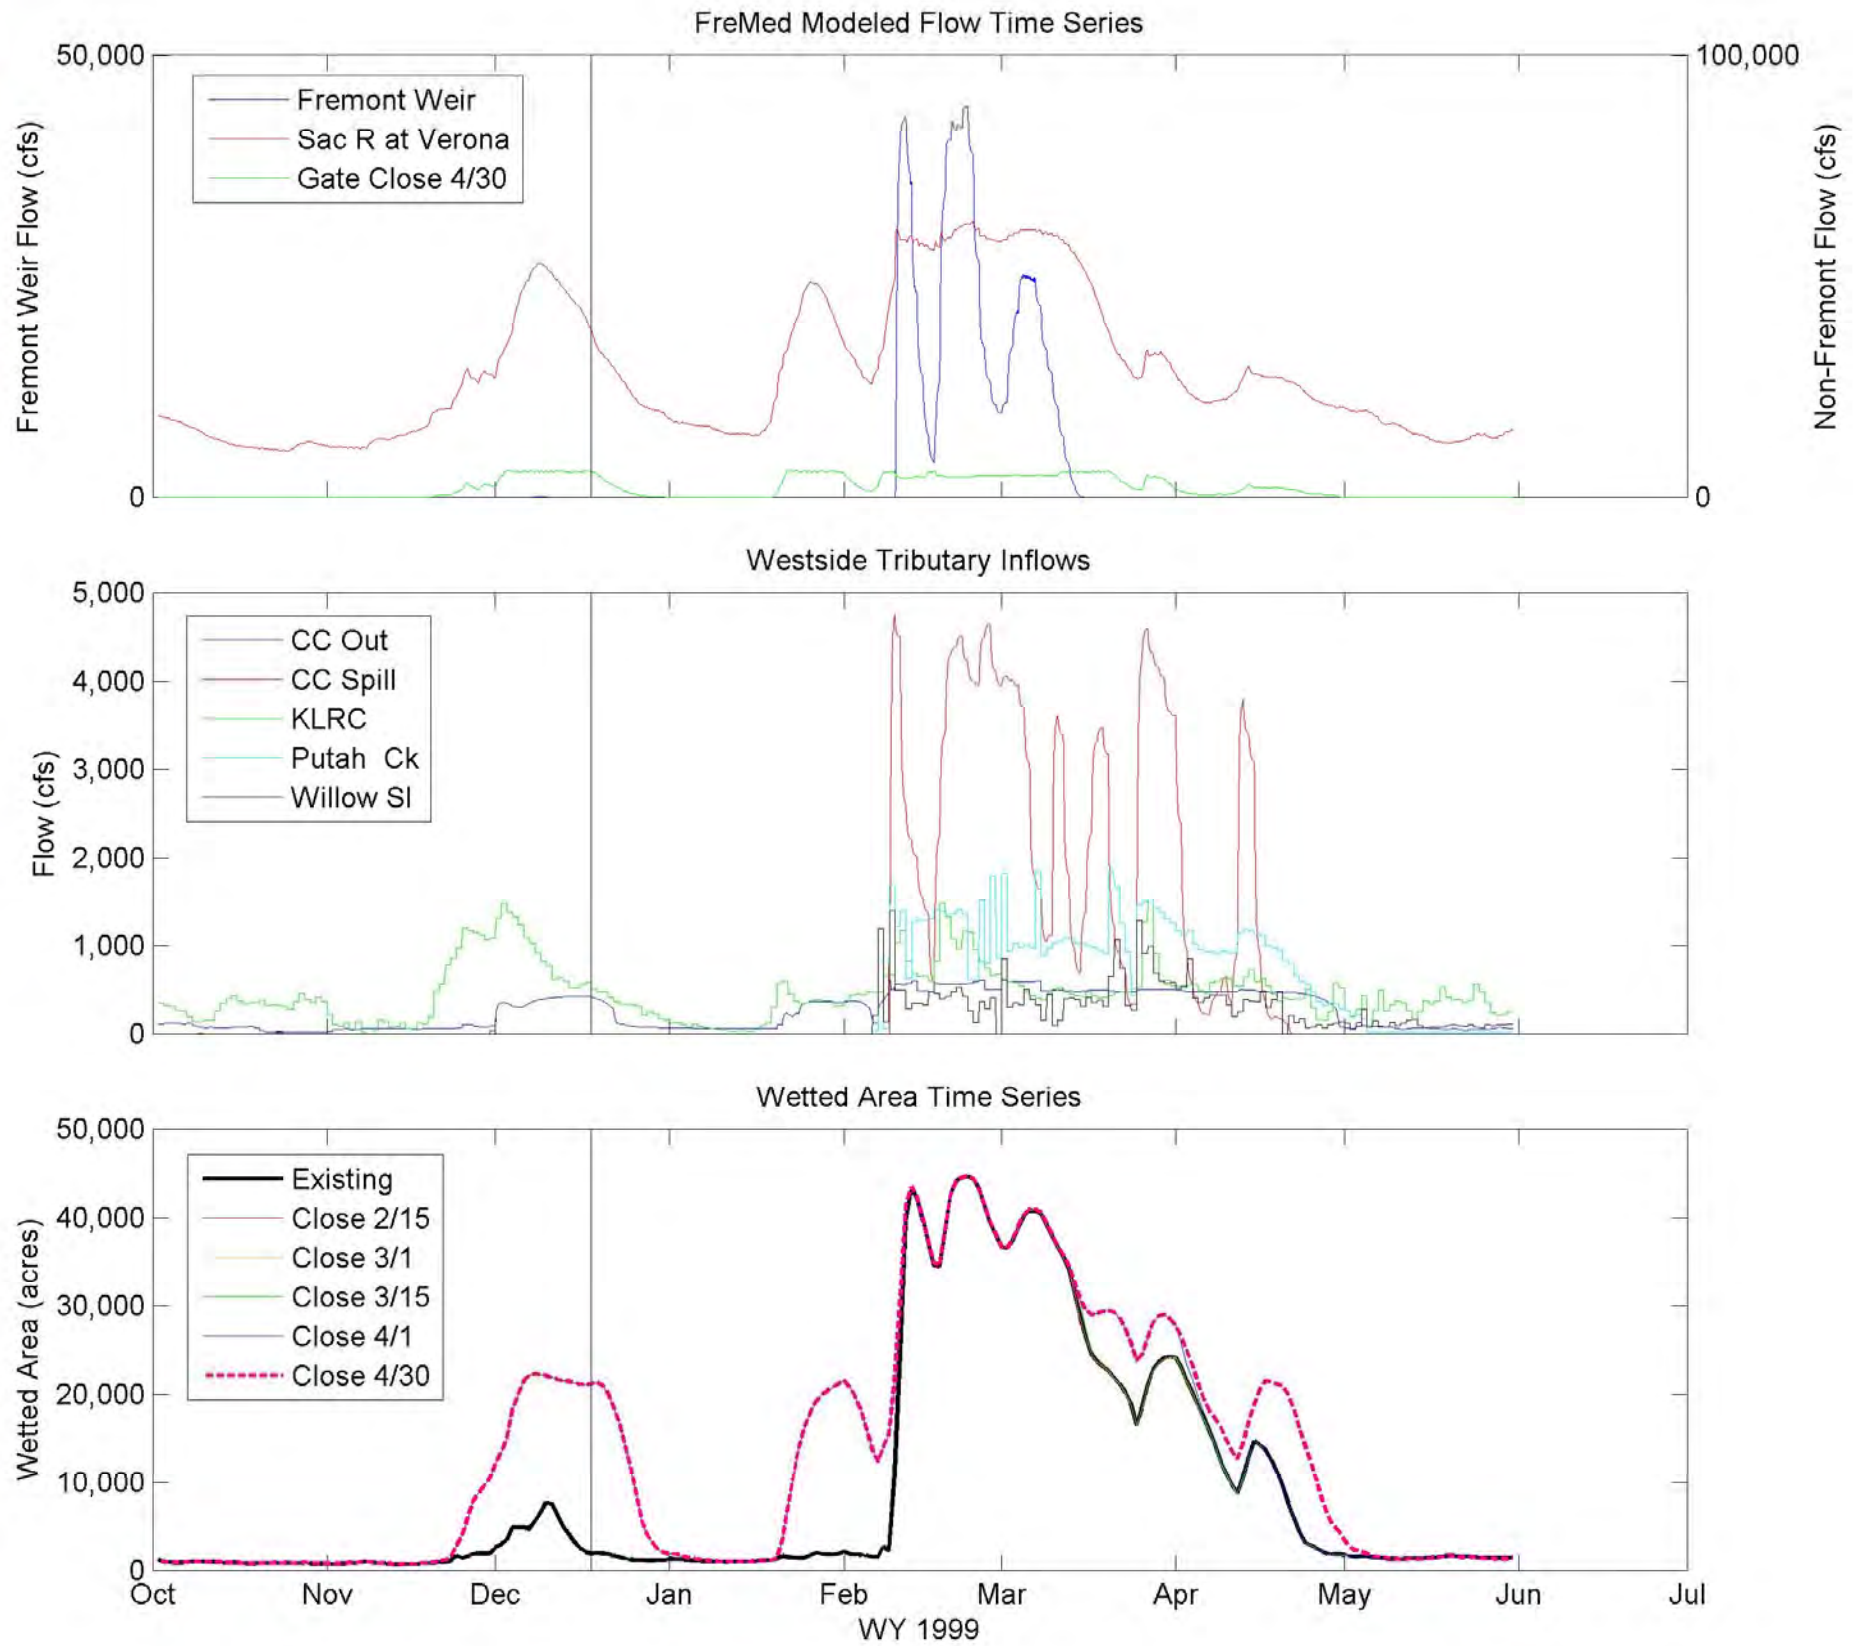 FreMed Modeled Flow Time Series
50,000
100,000
Fremont Weir
Sac R at Verona
Gate Close 4/30
Fremont Weir Flow (cfs)
Non-Fremont Flow (cfs)
0
0
Westside Tributary Inflows
5,000
CC Out
CC Spill
KLRC
Putah Ck
Willow Sl
4,000
3,000
2,000
1,000
0
Flow (cfs)
Wetted Area Time Series
50,000
Existing
Close 2/15
Close 3/1
Close 3/15
Close 4/1
Close 4/30
40,000
30,000
20,000
10,000
0
Wetted Area (acres)
Oct Nov Dec Jan Feb Mar Apr May Jun Jul
WY 1999